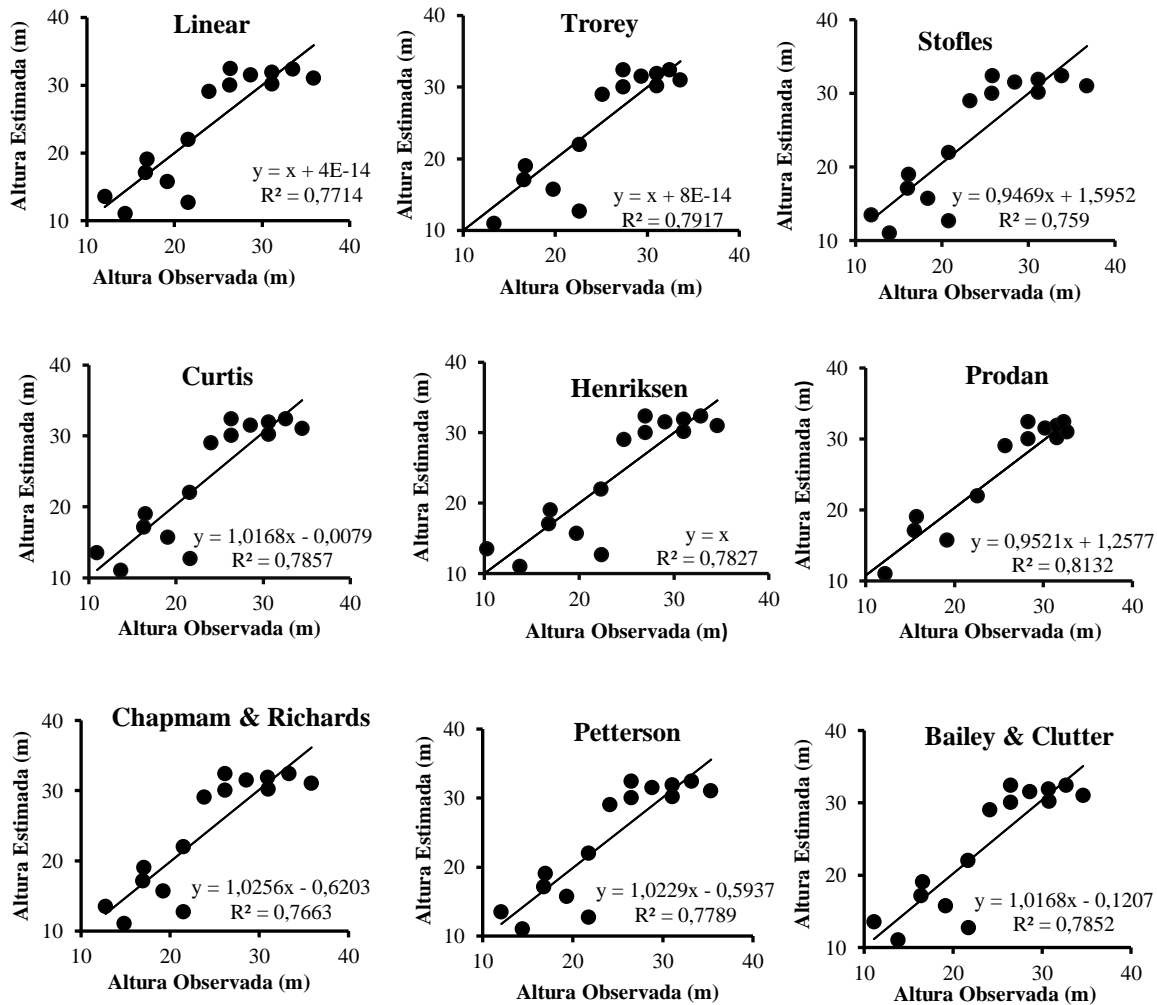 Linear
Altura Estimada (m)
40
30
20
10
10 20 30 40
y = x + 4E-14
R² = 0,7714
Altura Observada (m)
Trorey
Altura Estimada (m)
40
30
20
10
10 20 30 40
y = x + 8E-14
R² = 0,7917
Altura Observada (m)
Stofles
Altura Estimada (m)
40
30
20
10
10 20 30 40
y = 0,9469x + 1,5952
R² = 0,759
Altura Observada (m)
Curtis
Altura Estimada (m)
40
30
20
10
10 20 30 40
y = 1,0168x - 0,0079
R² = 0,7857
Altura Observada (m)
Henriksen
Altura Estimada (m)
40
30
20
10
10 20 30 40
y = x
R² = 0,7827
Altura Observada (m)
Prodan
Altura Estimada (m)
40
30
20
10
10 20 30 40
y = 0,9521x + 1,2577
R² = 0,8132
Altura Observada (m)
Chapmam & Richards
Altura Estimada (m)
40
30
20
10
10 20 30 40
y = 1,0256x - 0,6203
R² = 0,7663
Altura Observada (m)
Petterson
Altura Estimada (m)
40
30
20
10
10 20 30 40
y = 1,0229x - 0,5937
R² = 0,7789
Altura Observada (m)
Bailey & Clutter
Altura Estimada (m)
40
30
20
10
10 20 30 40
y = 1,0168x - 0,1207
R² = 0,7852
Altura Observada (m)